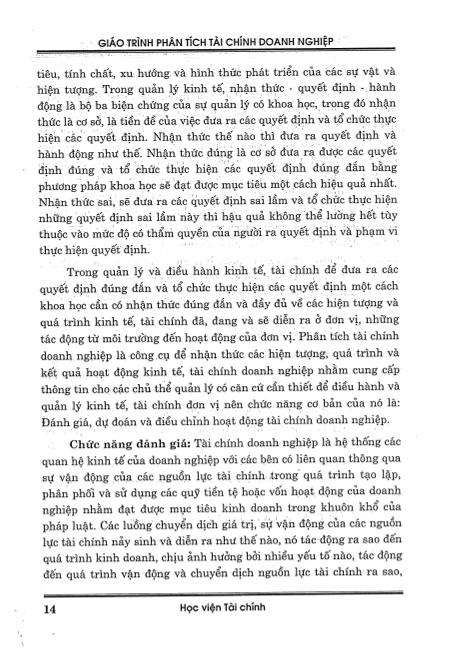 GIÁO TRÌNH PHÂN TÍCH TÀI CHÍNH DOANH NGHIỆP
tiêu, tính chất, xu hướng và hình thức phát triển của các sự vật và
hiện tượng. Trong quản lý kinh tế, nhận thức - quyết định - hành
động là bộ ba biện chứng của sự quản lý có khoa học, trong đó nhận
thức là cơ sở, là tiền đề của việc đưa ra các quyết định và tổ chức thực
hiện các quyết định. Nhận thức thế nào thì đưa ra quyết định và
hành động như thế. Nhận thức đúng là cơ sở đưa ra được các quyết
định đúng và tổ chức thực hiện các quyết định đúng đắn bằng
phương pháp khoa học sẽ đạt được mục tiêu một cách hiệu quả nhất.
Nhận thức sai, sẽ đưa ra các quyết định sai lầm và tổ chức thực hiện
những quyết định sai lầm này thì hậu quả không thể lường hết tùy
thuộc vào mức độ có thẩm quyền của người ra quyết định và phạm vi
thực hiện quyết định.
Trong quản lý và điều hành kinh tế, tài chính để đưa ra các
quyết định đúng đắn và tổ chức thực hiện các quyết định một cách
khoa học cần có nhận thức đúng đắn và đầy đủ về các hiện tượng và
quá trình kinh tế, tài chính đã, đang và sẽ diễn ra ở đơn vị, những
tác động từ môi trường đến hoạt động của đơn vị. Phân tích tài chính
doanh nghiệp là công cụ để nhận thức các hiện tượng, quá trình và
kết quả hoạt động kinh tế, tài chính doanh nghiệp nhằm cung cấp
thông tin cho các chủ thể quản lý có căn cứ cần thiết để điều hành và
quản lý kinh tế, tài chính đơn vị nên chức năng cơ bản của nó là:
Đánh giá, dự đoán và điều chỉnh hoạt động tài chính doanh nghiệp.
Chức năng đánh giá: Tài chính doanh nghiệp là hệ thống các
quan hệ kinh tế của doanh nghiệp với các bên có liên quan thông qua
sự vận động của các nguồn lực tài chính trong quá trình tạo lập,
phân phối và sử dụng các quỹ tiền tệ hoặc vốn hoạt động của doanh
nghiệp nhằm đạt được mục tiêu kinh doanh trong khuôn khổ của
pháp luật. Các luồng chuyển dịch giá trị, sự vận động của các nguồn
lực tài chính nảy sinh và diễn ra như thế nào, nó tác động ra sao đến
quá trình kinh doanh, chịu ảnh hưởng bởi nhiều yếu tố nào, tác động
đến quá trình vận động và chuyển dịch nguồn lực tài chính ra sao,
14
Học viện Tài chính